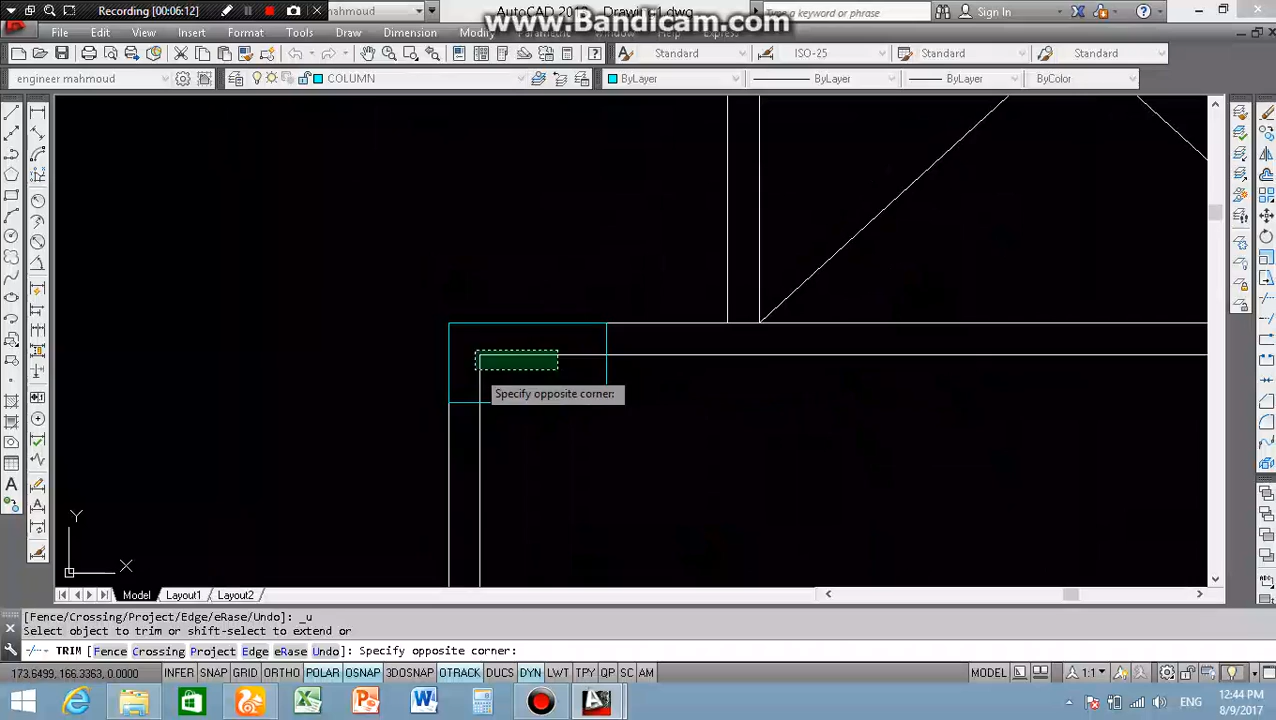 Recording [00:06:12]
mahmoud
Drawing1.dwg
Type a keyword or phrase
Sign In
www.Bandicam.com
File Edit View Insert Format Tools Draw Dimension Modify Parametric Express
Standard ISO-25 Standard Standard
engineer mahmoud COLUMN ByLayer ByLayer ByLayer ByColor
Specify opposite corner:
Y
X
Model Layout1 Layout2
[Fence/Crossing/Project/Edge/eRase/Undo]: _u
Select object to trim or shift-select to extend or
TRIM [Fence Crossing Project Edge eRase Undo]: Specify opposite corner:
173.6499, 166.3363, 0.0000 INFER SNAP GRID ORTHO POLAR OSNAP 3DOSNAP OTRACK DUCS DYN LWT TPY QP SC AM MODEL 1:1
ENG
12:44 PM
8/9/2017